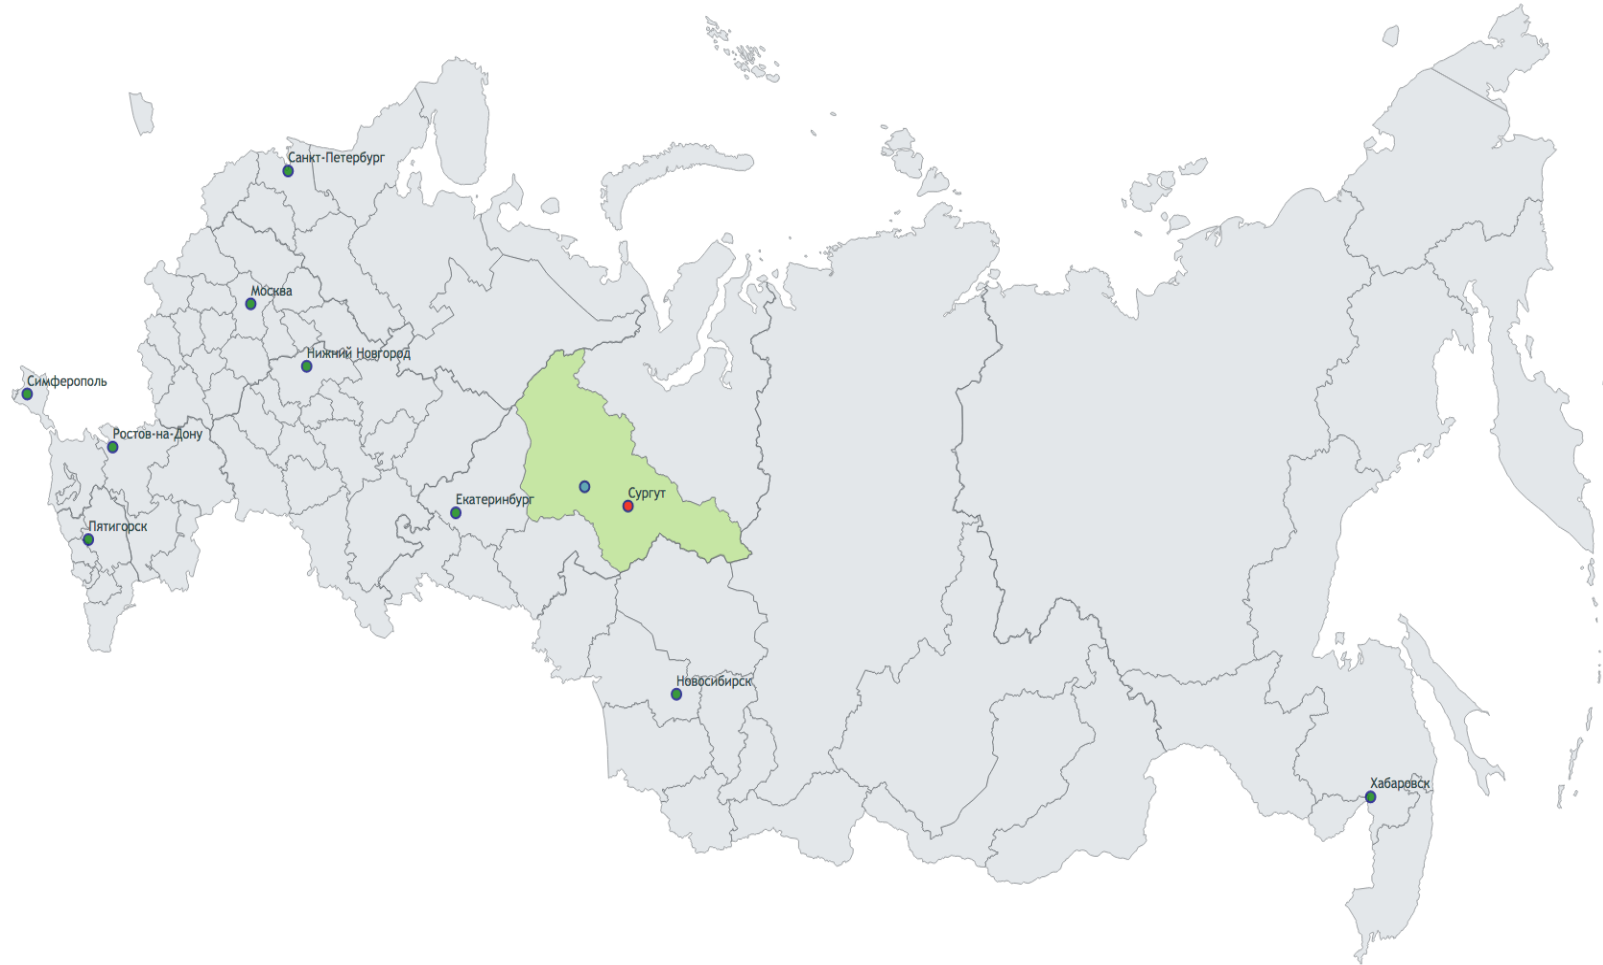 Санкт-Петербург
Москва
Нижний Новгород
Симферополь
Ростов-на-Дону
Сургут
Екатеринбург
Пятигорск
Новосибирск
Хабаровск